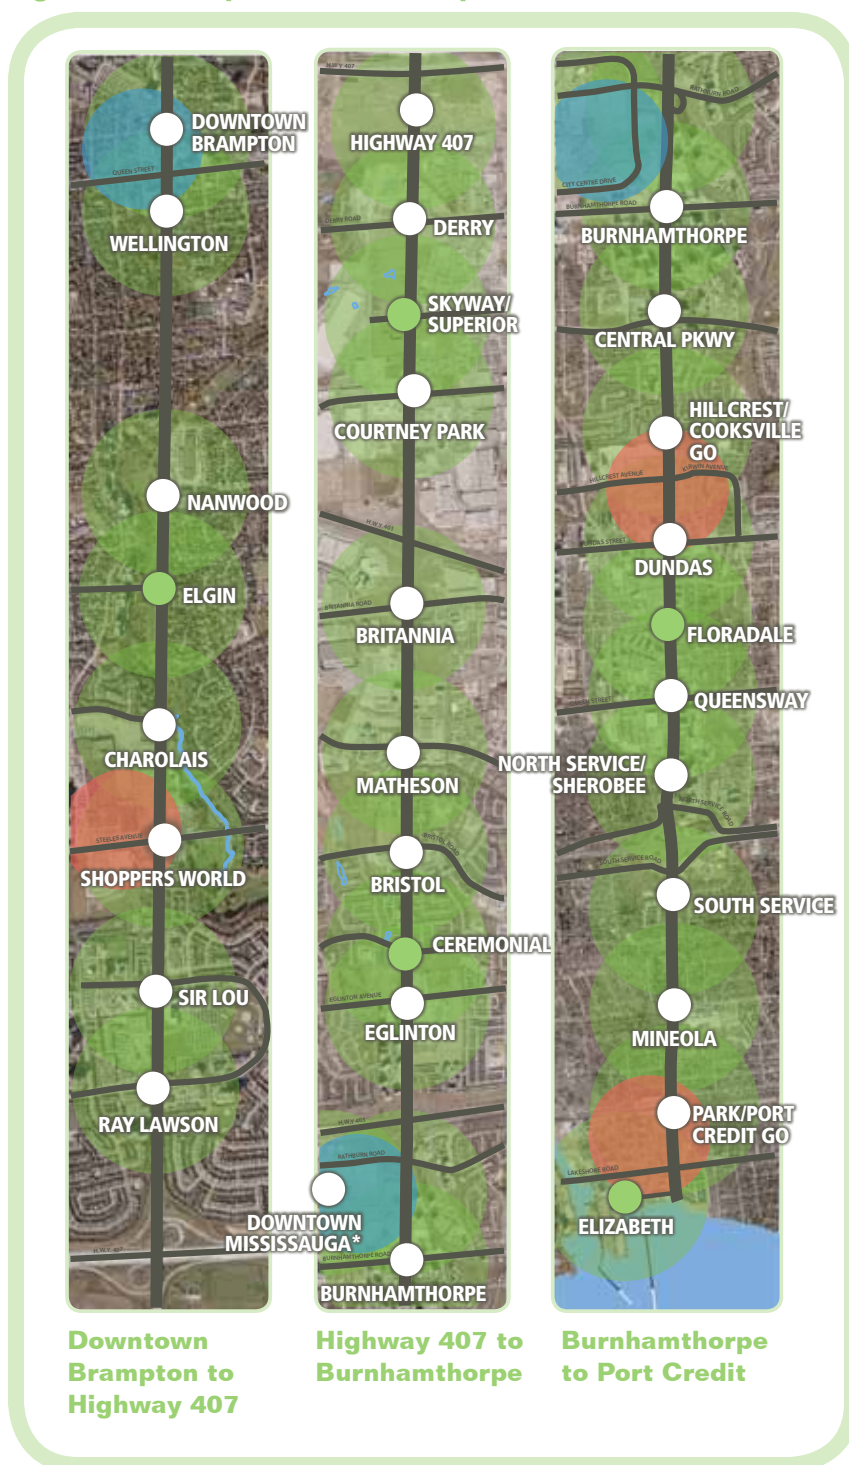 DOWNTOWN
BRAMPTON
QUEEN STREET
WELLINGTON
NANWOOD
ELGIN
CHAROLAIS
STEELES AVENUE
SHOPPERS WORLD
SIR LOU
RAY LAWSON
H.W.Y. 407
Downtown
Brampton to
Highway 407
H.W.Y. 407
HIGHWAY 407
DERRY ROAD
DERRY
SKYWAY/
SUPERIOR
COURTNEY PARK
H.W.Y. 401
BRITANNIA ROAD
BRITANNIA
MATHESON
BRISTOL ROAD
BRISTOL
CEREMONIAL
EGLINTON AVENUE
EGLINTON
H.W.Y. 403
RATHBURN ROAD
DOWNTOWN
MISSISSAUGA*
BURNHAMTHORPE ROAD
BURNHAMTHORPE
Highway 407 to
Burnhamthorpe
RATHBURN ROAD
CITY CENTRE DRIVE
BURNHAMTHORPE ROAD
BURNHAMTHORPE
CENTRAL PKWY
HILLCREST/
COOKSVILLE
GO
HILLCREST AVENUE
KIRWIN AVENUE
DUNDAS STREET
DUNDAS
FLORADALE
QUEENSWAY
NORTH SERVICE/
SHEROBEE
NORTH SERVICE ROAD
SOUTH SERVICE ROAD
SOUTH SERVICE
MINEOLA
PARK/PORT
CREDIT GO
LAKESHORE ROAD
ELIZABETH
Burnhamthorpe
to Port Credit